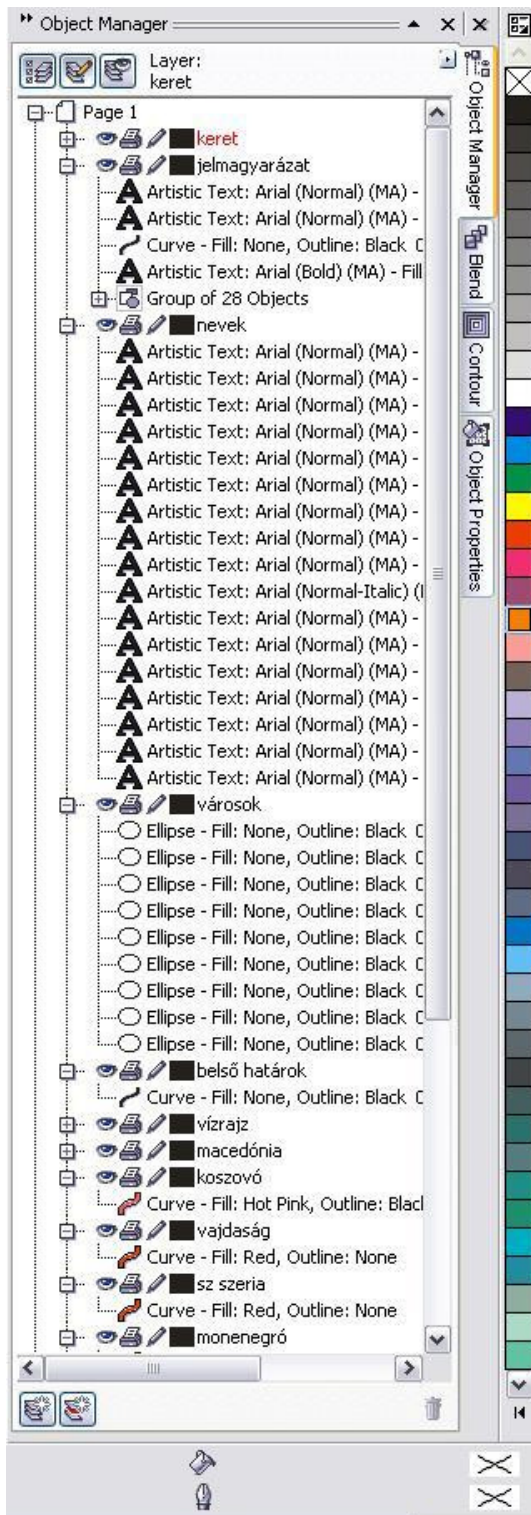 Object Manager
Layer:
keret
Page 1
keret
jelmagyarázat
Artistic Text: Arial (Normal) (MA) -
Artistic Text: Arial (Normal) (MA) -
Curve - Fill: None, Outline: Black
Artistic Text: Arial (Bold) (MA) - Fill
Group of 28 Objects
nevek
Artistic Text: Arial (Normal) (MA) -
Artistic Text: Arial (Normal) (MA) -
Artistic Text: Arial (Normal) (MA) -
Artistic Text: Arial (Normal) (MA) -
Artistic Text: Arial (Normal) (MA) -
Artistic Text: Arial (Normal) (MA) -
Artistic Text: Arial (Normal) (MA) -
Artistic Text: Arial (Normal) (MA) -
Artistic Text: Arial (Normal) (MA) -
Artistic Text: Arial (Normal-Italic) (
Artistic Text: Arial (Normal) (MA) -
Artistic Text: Arial (Normal) (MA) -
Artistic Text: Arial (Normal) (MA) -
Artistic Text: Arial (Normal) (MA) -
Artistic Text: Arial (Normal) (MA) -
Artistic Text: Arial (Normal) (MA) -
Artistic Text: Arial (Normal) (MA) -
városok
Ellipse - Fill: None, Outline: Black
Ellipse - Fill: None, Outline: Black
Ellipse - Fill: None, Outline: Black
Ellipse - Fill: None, Outline: Black
Ellipse - Fill: None, Outline: Black
Ellipse - Fill: None, Outline: Black
Ellipse - Fill: None, Outline: Black
Ellipse - Fill: None, Outline: Black
Ellipse - Fill: None, Outline: Black
belső határok
Curve - Fill: None, Outline: Black
vízrajz
macedónia
koszovó
Curve - Fill: Hot Pink, Outline: Blac
vajdaság
Curve - Fill: Red, Outline: None
sz szeria
Curve - Fill: Red, Outline: None
monenegró
Object Manager
Blend
Contour
Object Properties